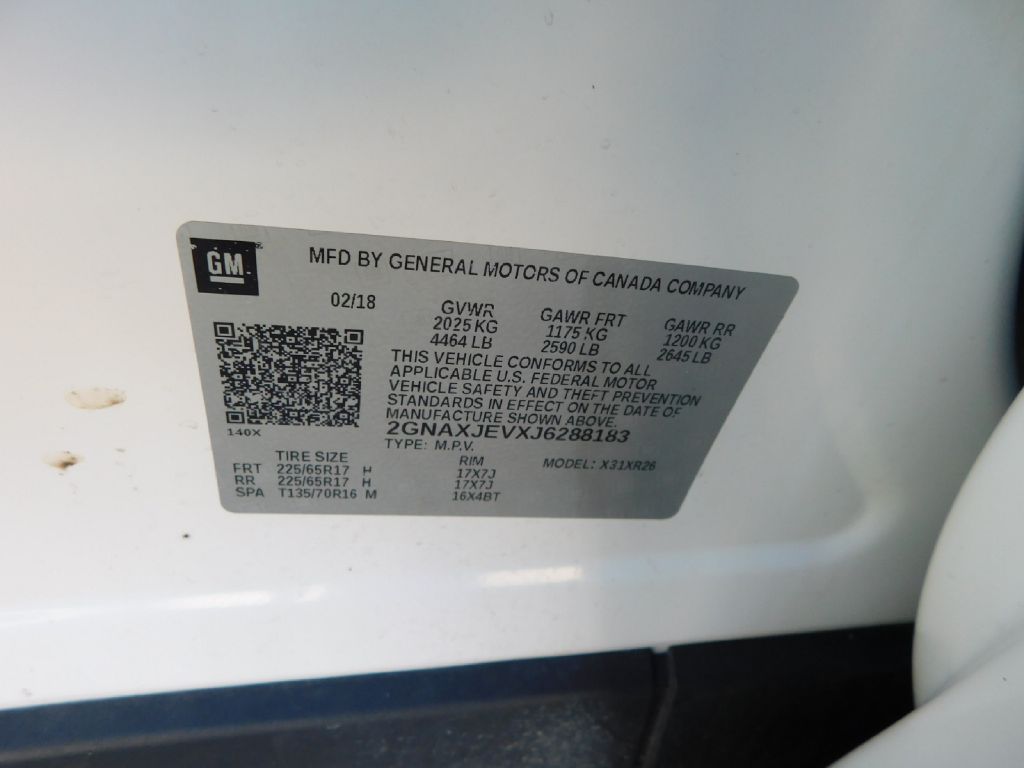 GM
MFD BY GENERAL MOTORS OF CANADA COMPANY
02/18
GVWR GAWR FRT GAWR RR
2025 KG 1175 KG 1200 KG
4464 LB 2590 LB 2645 LB
THIS VEHICLE CONFORMS TO ALL
APPLICABLE U.S. FEDERAL MOTOR
VEHICLE SAFETY AND THEFT PREVENTION
STANDARDS IN EFFECT ON THE DATE OF
MANUFACTURE SHOWN ABOVE.
140X 2GNAXJEVXJ6288183
TYPE: M.P.V. MODEL: X31XR26
TIRE SIZE RIM
FRT 225/65R17 H 17X7J
RR 225/65R17 H 17X7J
SPA T135/70R16 M 16X4BT